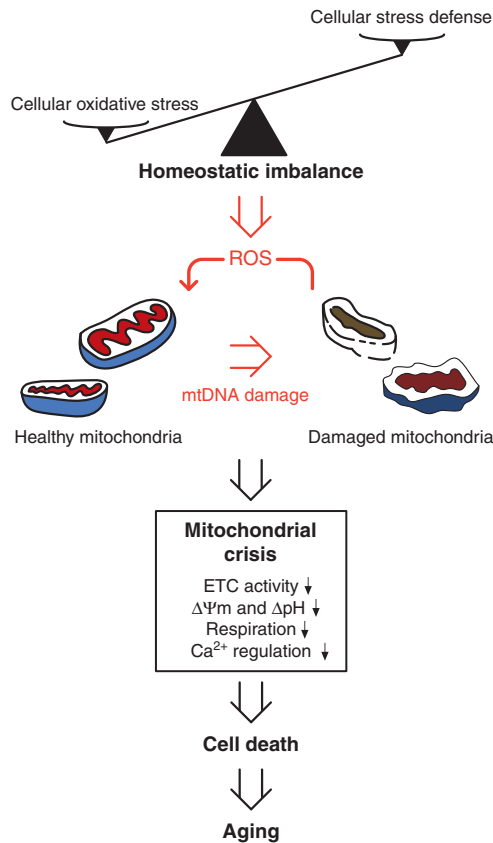 Cellular stress defense
Cellular oxidative stress
Homeostatic imbalance
ROS
mtDNA damage
Healthy mitochondria
Damaged mitochondria
Mitochondrial
crisis
ETC activity ↓
ΔΨm and ΔpH ↓
Respiration ↓
Ca²⁺ regulation ↓
Cell death
Aging